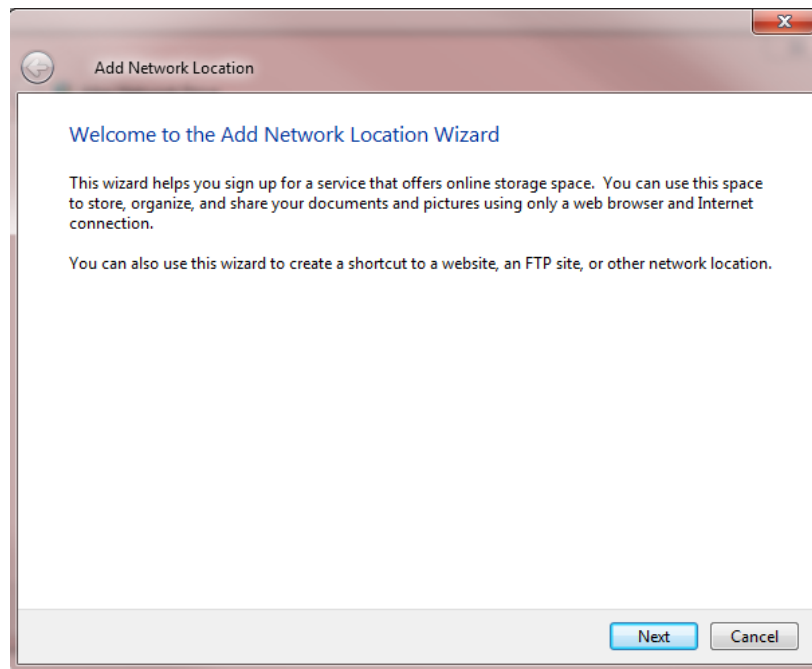 Add Network Location
Welcome to the Add Network Location Wizard
This wizard helps you sign up for a service that offers online storage space.  You can use this space
to store, organize, and share your documents and pictures using only a web browser and Internet
connection.
You can also use this wizard to create a shortcut to a website, an FTP site, or other network location.
Next
Cancel